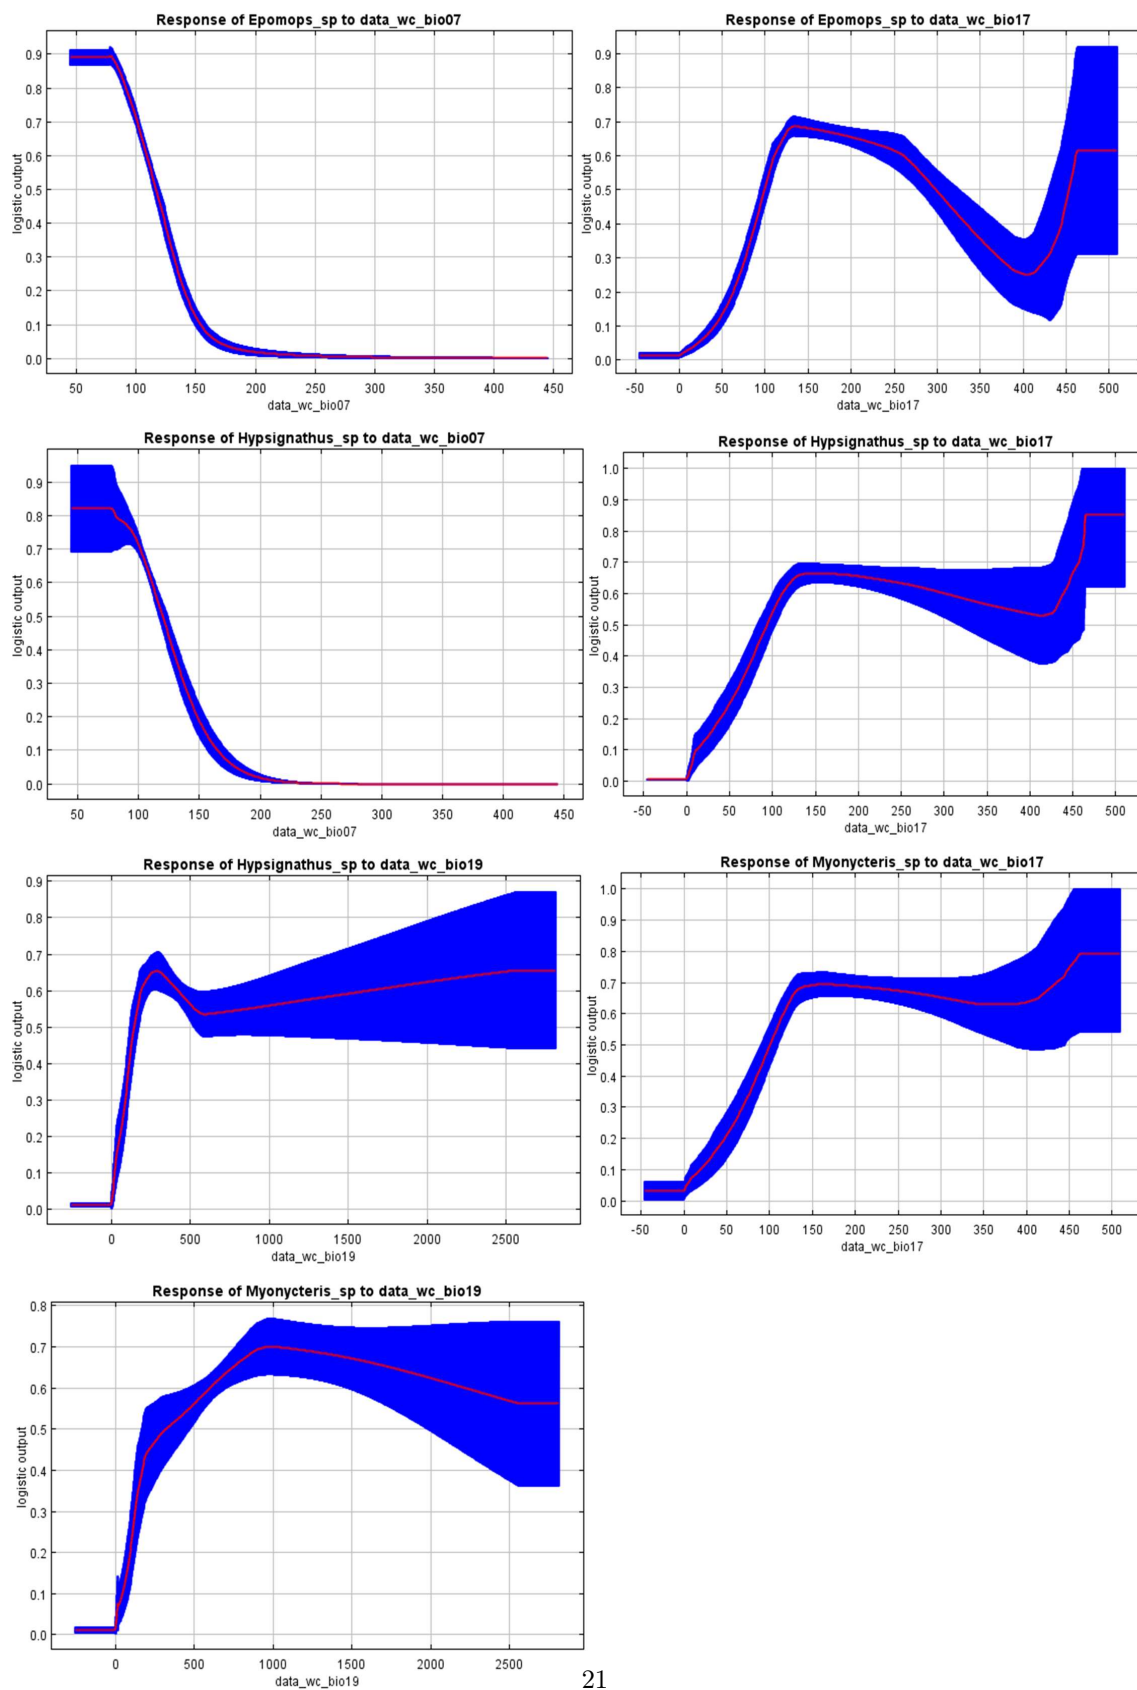 Response of Epomops_sp to data_wc_bio07
logistic output
0.9
0.8
0.7
0.6
0.5
0.4
0.3
0.2
0.1
0.0
50 100 150 200 250 300 350 400 450
data_wc_bio07
Response of Epomops_sp to data_wc_bio17
logistic output
0.9
0.8
0.7
0.6
0.5
0.4
0.3
0.2
0.1
0.0
-50 0 50 100 150 200 250 300 350 400 450 500
data_wc_bio17
Response of Hypsignathus_sp to data_wc_bio07
logistic output
0.9
0.8
0.7
0.6
0.5
0.4
0.3
0.2
0.1
0.0
50 100 150 200 250 300 350 400 450
data_wc_bio07
Response of Hypsignathus_sp to data_wc_bio17
logistic output
1.0
0.9
0.8
0.7
0.6
0.5
0.4
0.3
0.2
0.1
0.0
-50 0 50 100 150 200 250 300 350 400 450 500
data_wc_bio17
Response of Hypsignathus_sp to data_wc_bio19
logistic output
0.9
0.8
0.7
0.6
0.5
0.4
0.3
0.2
0.1
0.0
0 500 1000 1500 2000 2500
data_wc_bio19
Response of Myonycteris_sp to data_wc_bio17
logistic output
1.0
0.9
0.8
0.7
0.6
0.5
0.4
0.3
0.2
0.1
0.0
-50 0 50 100 150 200 250 300 350 400 450 500
data_wc_bio17
Response of Myonycteris_sp to data_wc_bio19
logistic output
0.8
0.7
0.6
0.5
0.4
0.3
0.2
0.1
0.0
0 500 1000 1500 2000 2500
data_wc_bio19
21